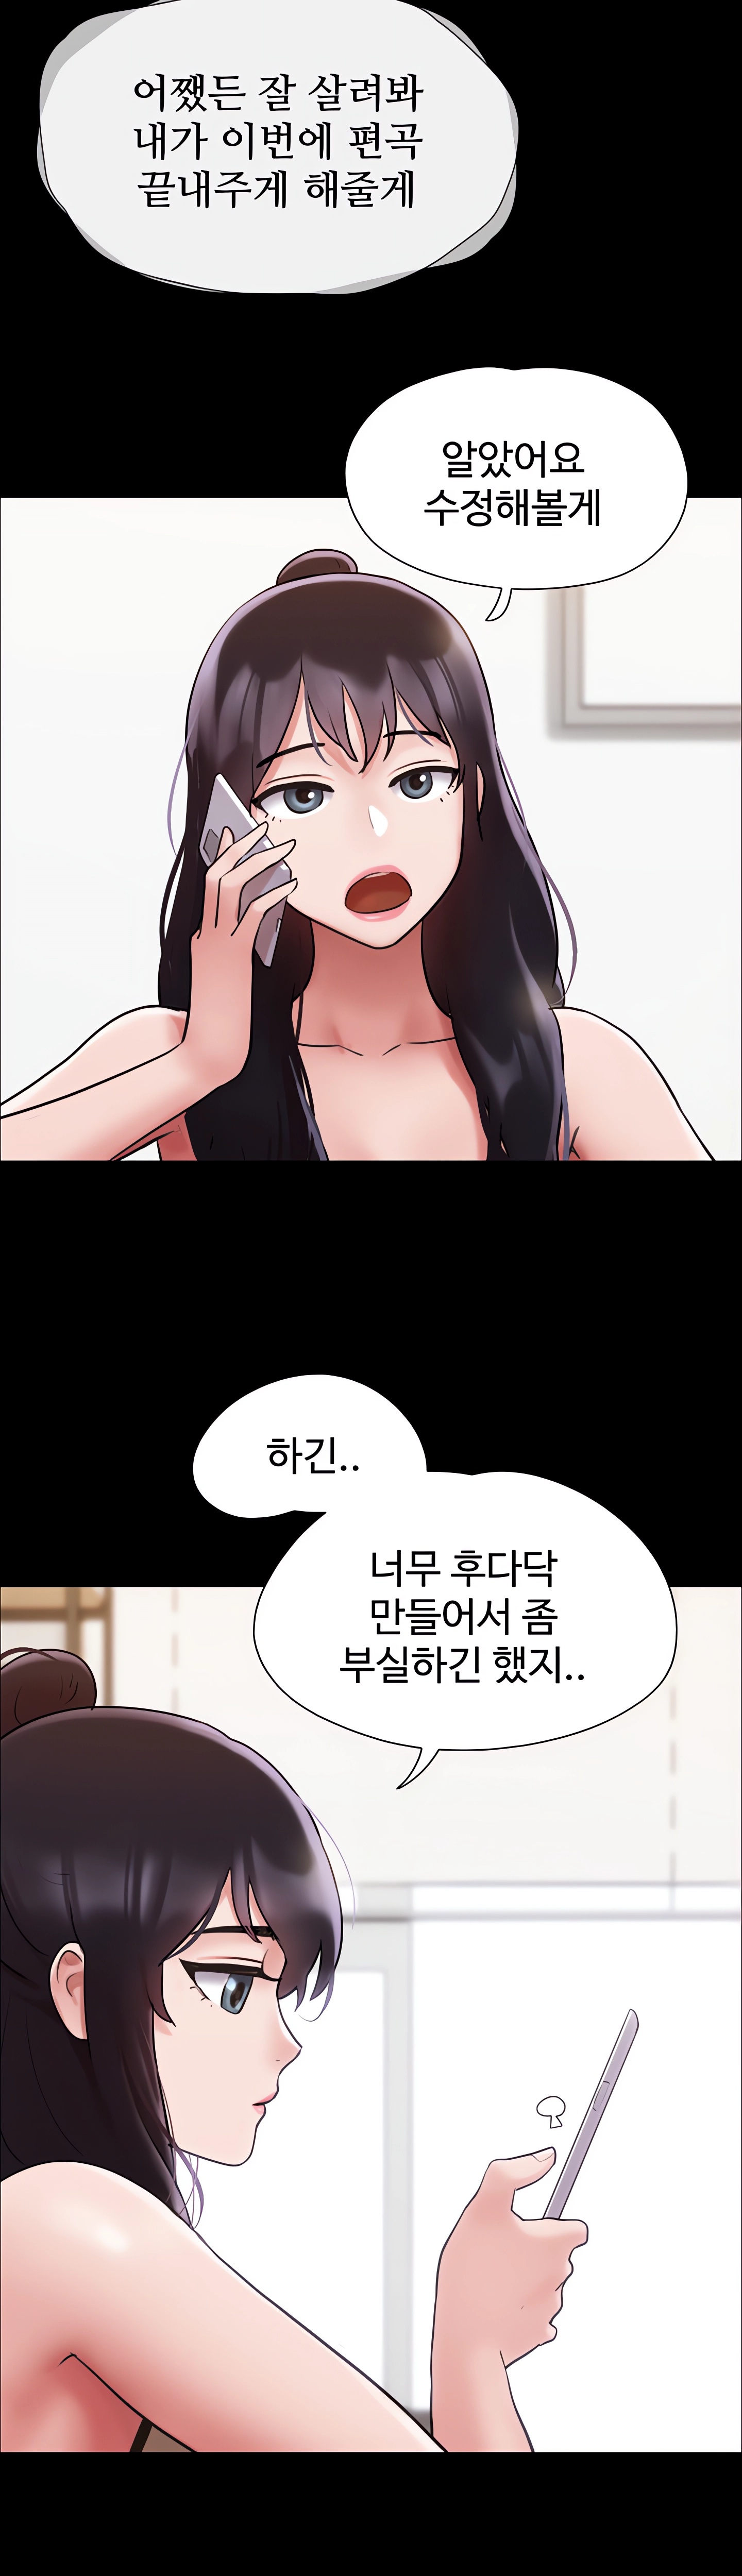 어쨌든 잘 살려봐
내가 이번에 편곡
끝내주게 해줄게
알았어요
수정해볼게
하긴..
너무 후다닥
만들어서 좀
부실하긴 했지..